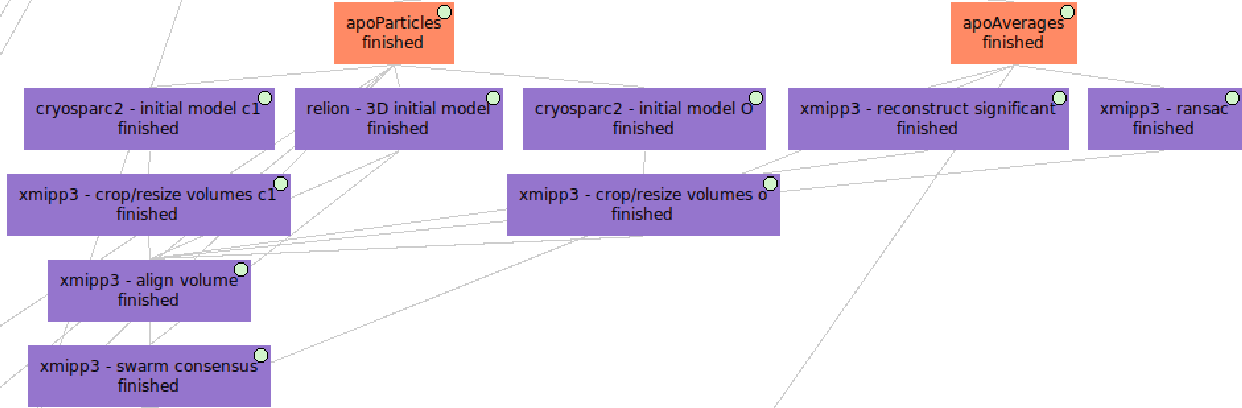 apoParticles
finished
apoAverages
finished
cryosparc2 - initial model c1
finished
relion - 3D initial model
finished
cryosparc2 - initial model O
finished
xmipp3 - reconstruct significant
finished
xmipp3 - ransac
finished
xmipp3 - crop/resize volumes c1
finished
xmipp3 - crop/resize volumes o
finished
xmipp3 - align volume
finished
xmipp3 - swarm consensus
finished